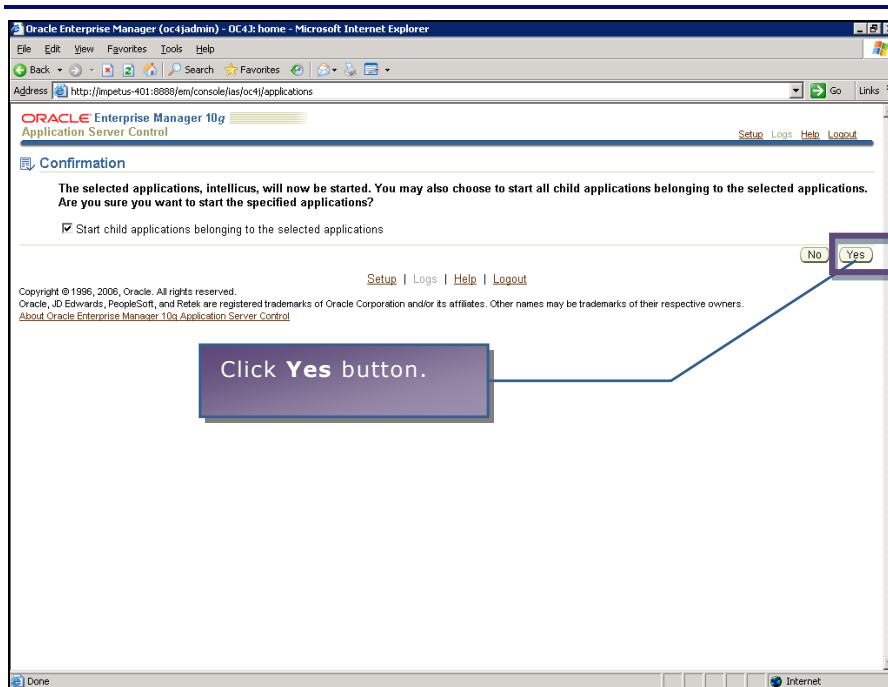 Oracle Enterprise Manager (oc4jadmin) - OC4J: home - Microsoft Internet Explorer
File Edit View Favorites Tools Help
Back Search Favorites
Address http://impetus-401:8888/em/console/ias/oc4j/applications Go Links
ORACLE Enterprise Manager 10g
Application Server Control
Setup Logs Help Logout
Confirmation
The selected applications, intellicus, will now be started. You may also choose to start all child applications belonging to the selected applications.
Are you sure you want to start the specified applications?
Start child applications belonging to the selected applications
No Yes
Setup | Logs | Help | Logout
Copyright © 1996, 2006, Oracle. All rights reserved.
Oracle, JD Edwards, PeopleSoft, and Retek are registered trademarks of Oracle Corporation and/or its affiliates. Other names may be trademarks of their respective owners.
About Oracle Enterprise Manager 10g Application Server Control
Click Yes button.
Done Internet